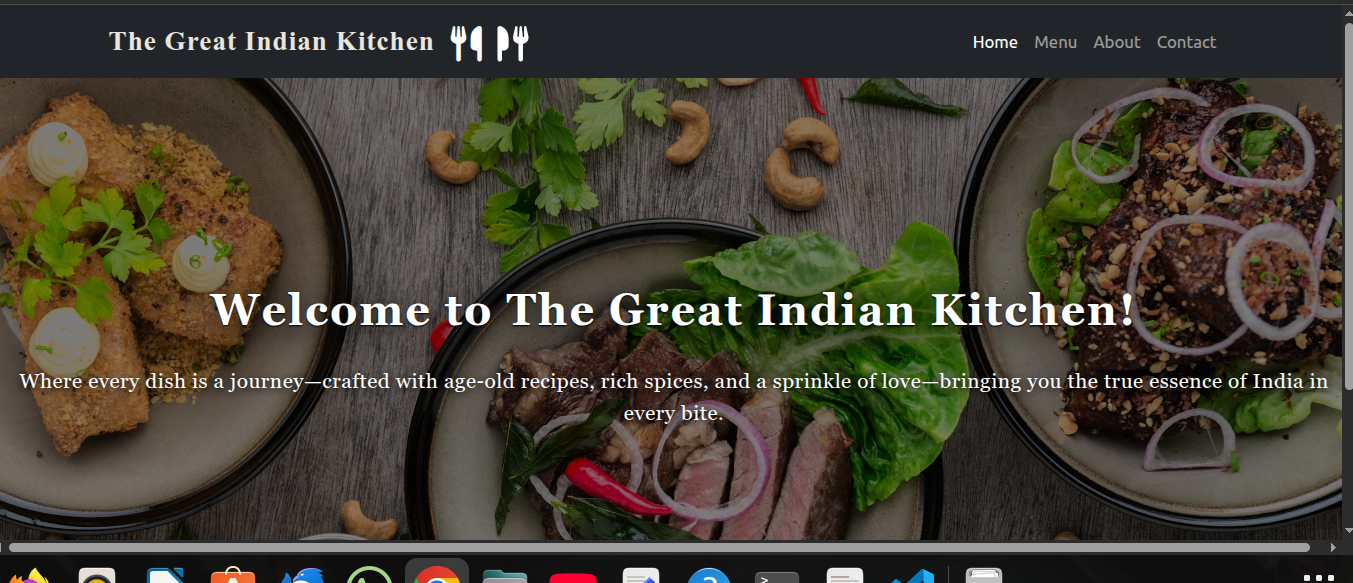 The Great Indian Kitchen
Home Menu About Contact
Welcome to The Great Indian Kitchen!
Where every dish is a journey—crafted with age-old recipes, rich spices, and a sprinkle of love—bringing you the true essence of India in
every bite.